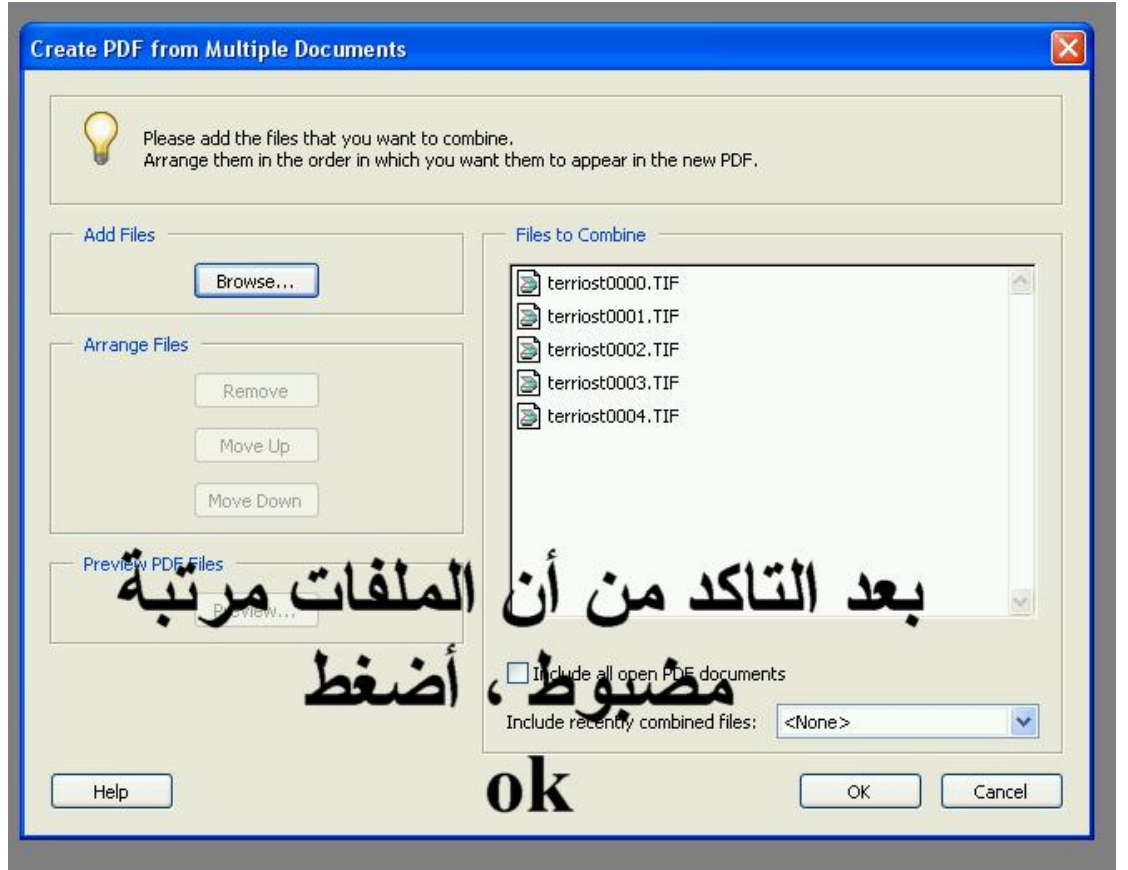 Create PDF from Multiple Documents
Please add the files that you want to combine.
Arrange them in the order in which you want them to appear in the new PDF.
Add Files
Browse...
Arrange Files
Remove
Move Up
Move Down
Preview PDF Files
Preview...
Files to Combine
terriost0000.TIF
terriost0001.TIF
terriost0002.TIF
terriost0003.TIF
terriost0004.TIF
Include all open PDF documents
Include recently combined files: <None>
بعد التاكد من أن الملفات مرتبة
مضبوط ، أضغط
ok
Help
OK
Cancel